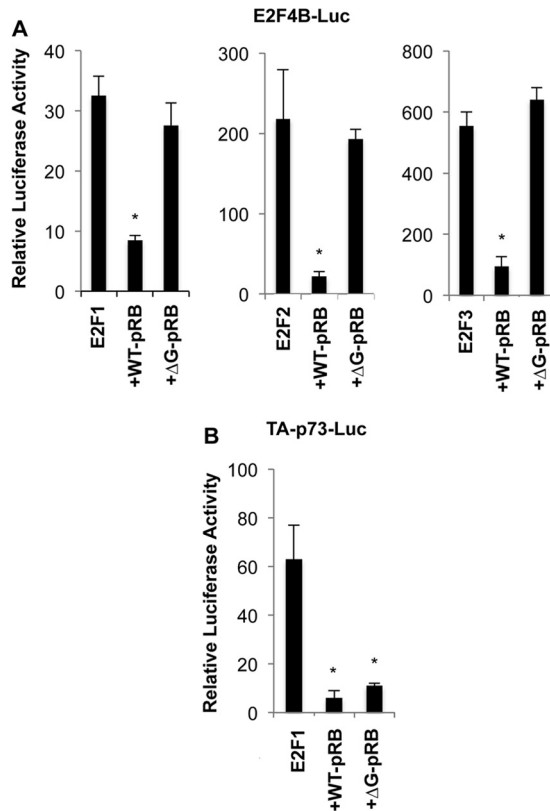 A
E2F4B-Luc
Relative Luciferase Activity
40
30
20
10
0
E2F1
+WT-pRB
+ΔG-pRB
*
300
200
100
0
E2F2
+WT-pRB
+ΔG-pRB
*
800
600
400
200
0
E2F3
+WT-pRB
+ΔG-pRB
*
B
TA-p73-Luc
Relative Luciferase Activity
100
80
60
40
20
0
E2F1
+WT-pRB
+ΔG-pRB
*
*